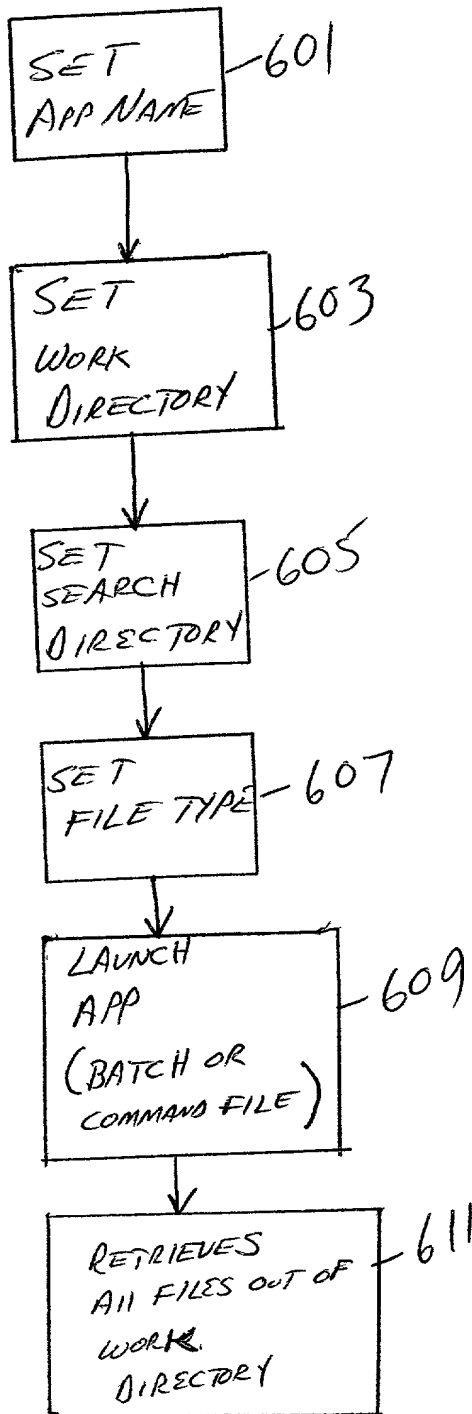 SET
APP NAME
601
SET
WORK
DIRECTORY
603
SET
SEARCH
DIRECTORY
605
SET
FILE TYPE
607
LAUNCH
APP
(BATCH OR
COMMAND FILE)
609
RETRIEVES
All FILES OUT OF
WORK
DIRECTORY
611